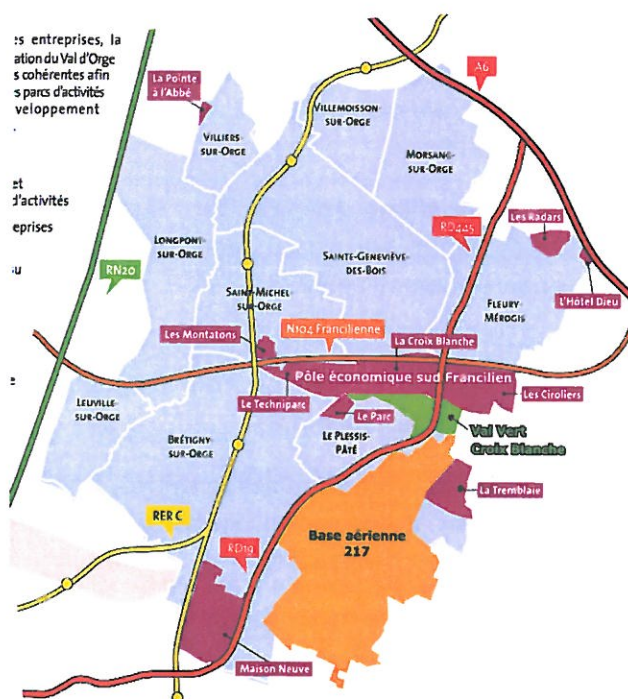 es entreprises, la
ation du Val d'Orge
s cohérentes afin
s parcs d'activités
veloppement
et
d'activités
eprises
La Pointe
à l'Abbé
VILLIERS-
SUR-ORGE
VILLEMOISSON-
SUR-ORGE
MORSANG-
SUR-ORGE
A6
RD445
Les Radars
L'Hôtel Dieu
LONGPONT-
SUR-ORGE
RN20
SAINTE-GENEVIÈVE-
DES-BOIS
SAINT-MICHEL-
SUR-ORGE
FLEURY-
MÉROGIS
Les Montatons
N104 Francilienne
La Croix Blanche
Pôle économique sud Francilien
Les Ciroliers
Le Techniparc
Le Parc
LEUVILLE-
SUR-ORGE
BRÉTIGNY-
SUR-ORGE
LE PLESSIS-
PÂTÉ
Val Vert
Croix Blanche
La Tremblaie
RER C
Base aérienne
217
RD19
Maison Neuve